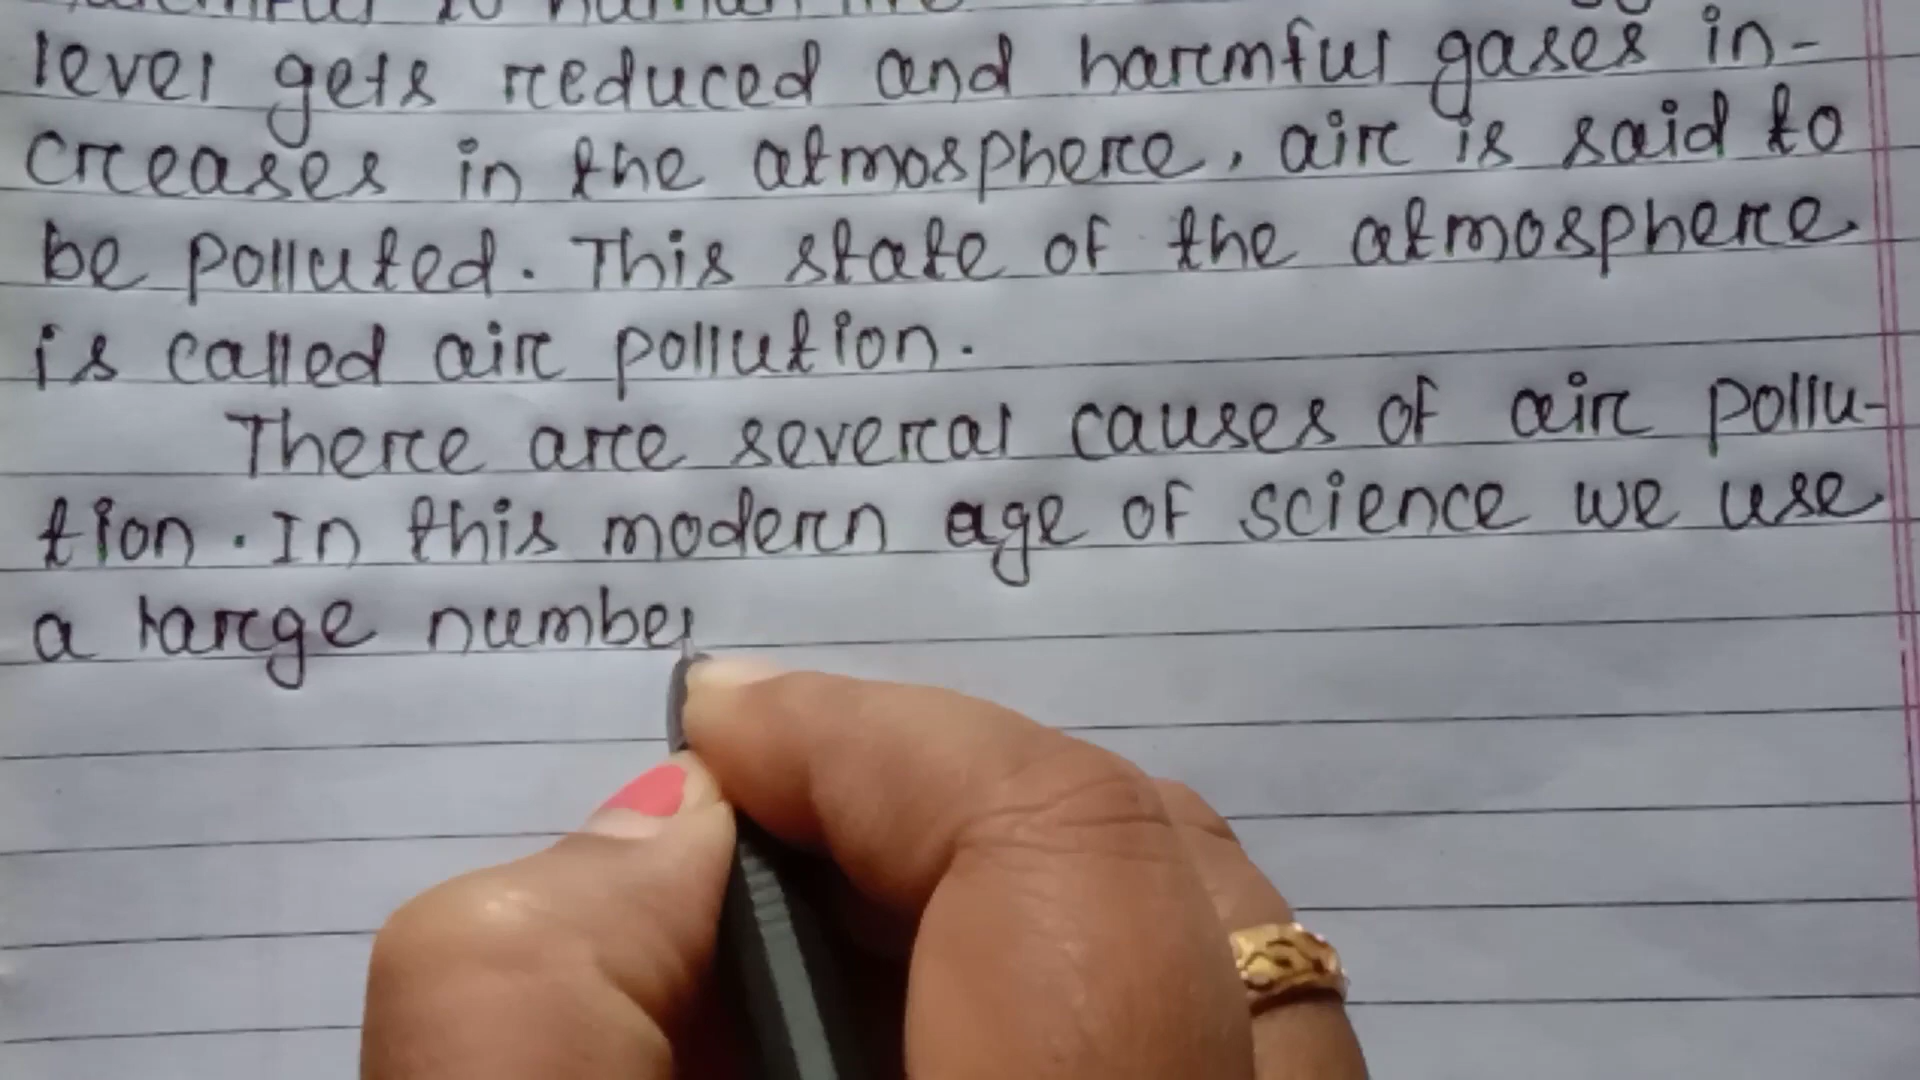 level gets reduced and harmful gases in-
creases in the atmosphere, air is said to
be polluted. This state of the atmosphere
is called air pollution.
There are several causes of air pollu-
tion. In this modern age of science we use
a large number